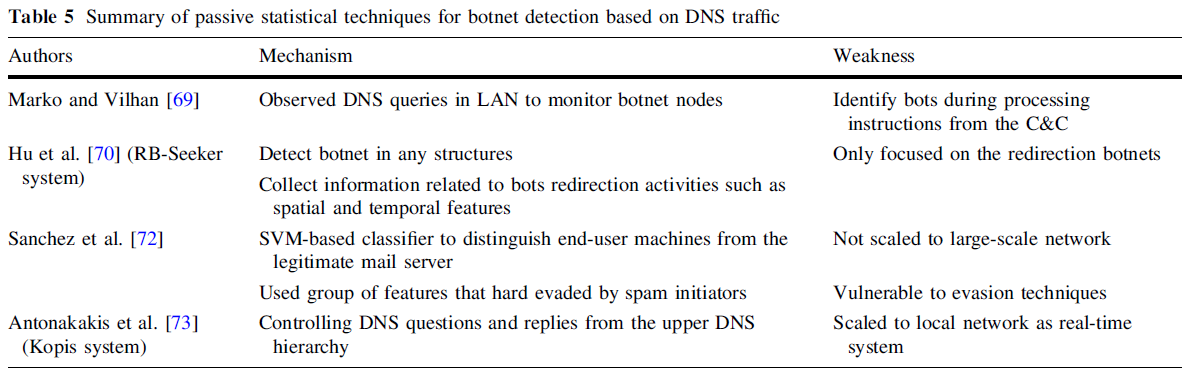 Table 5 Summary of passive statistical techniques for botnet detection based on DNS traffic
Authors Mechanism Weakness
Marko and Vilhan [69] Observed DNS queries in LAN to monitor botnet nodes Identify bots during processing
instructions from the C&C
Hu et al. [70] (RB-Seeker Detect botnet in any structures Only focused on the redirection botnets
system) Collect information related to bots redirection activities such as
spatial and temporal features
Sanchez et al. [72] SVM-based classifier to distinguish end-user machines from the Not scaled to large-scale network
legitimate mail server
Used group of features that hard evaded by spam initiators Vulnerable to evasion techniques
Antonakakis et al. [73] Controlling DNS questions and replies from the upper DNS Scaled to local network as real-time
(Kopis system) hierarchy system